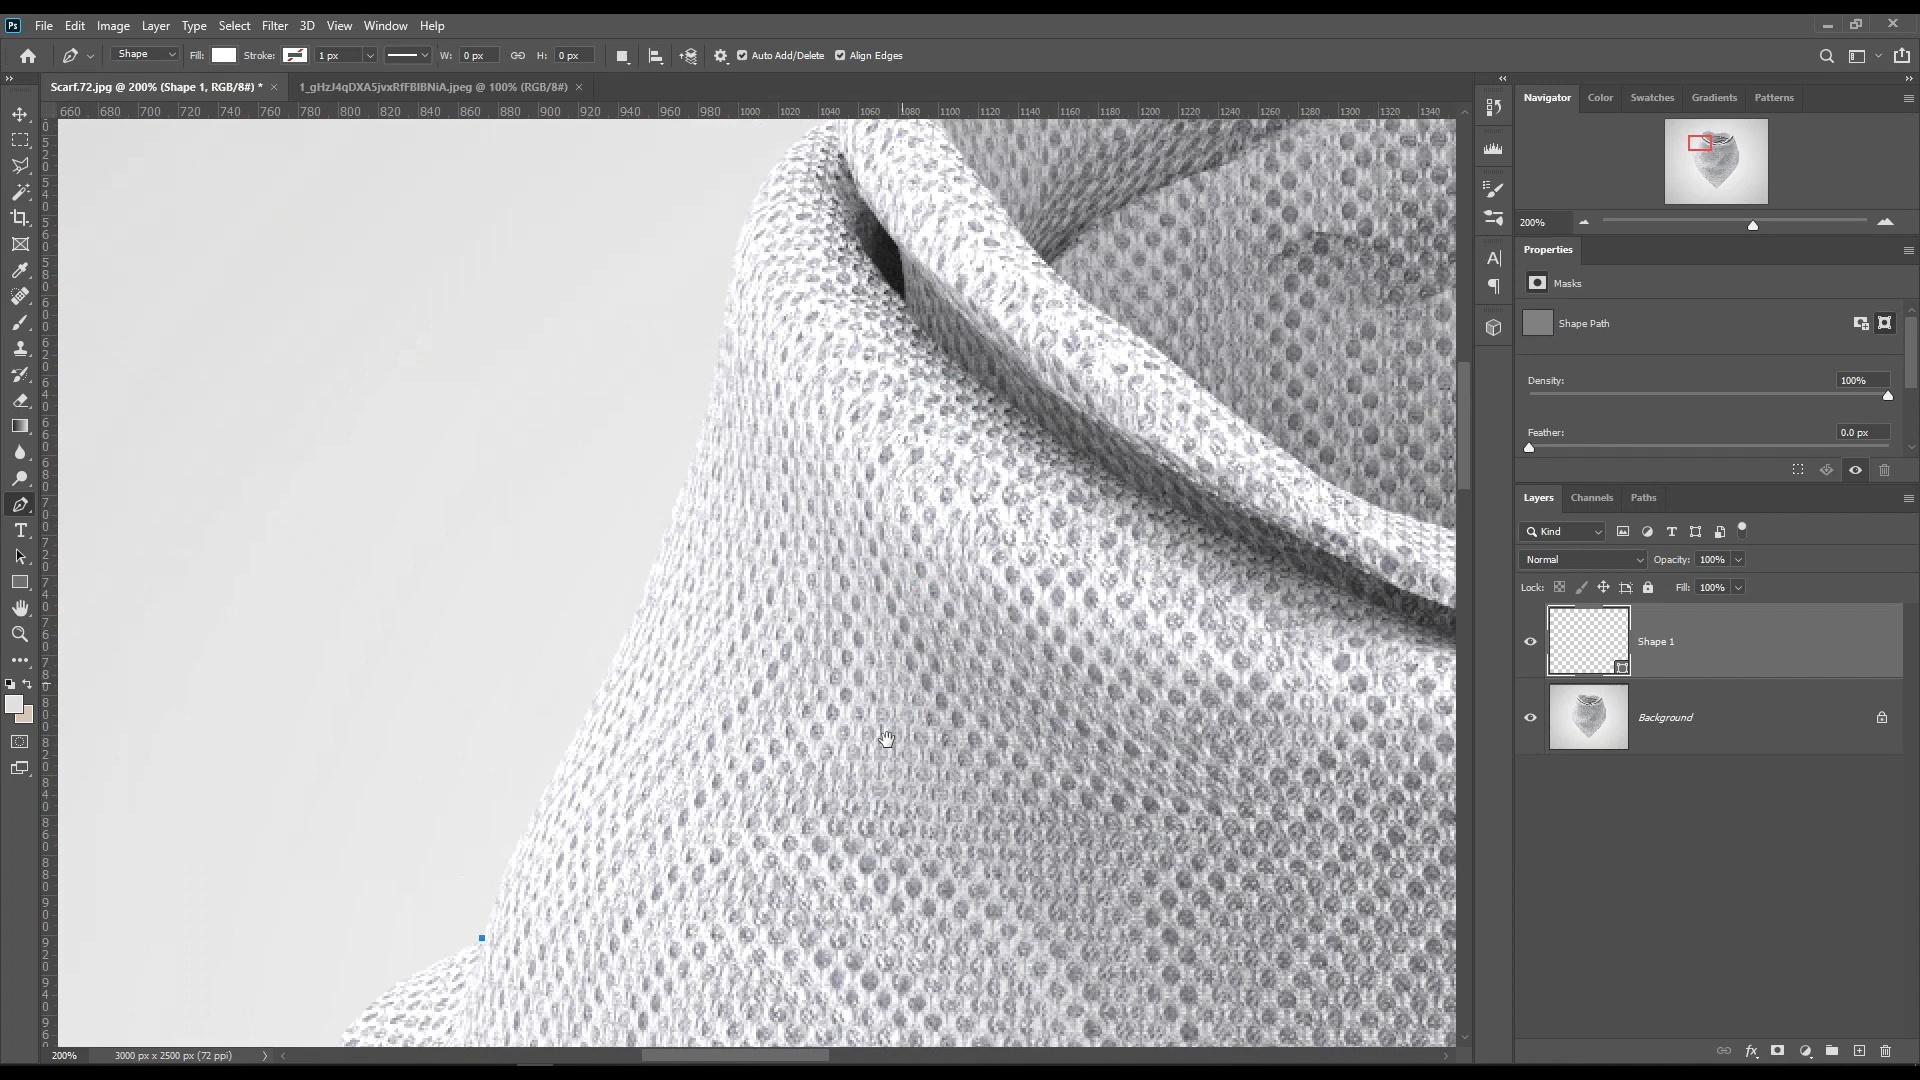 Ps File Edit Image Layer Type Select Filter 3D View Window Help
Shape Fill: Stroke: 1 px W: 0 px H: 0 px Auto Add/Delete Align Edges
Scarf.72.jpg @ 200% (Shape 1, RGB/8#) * × 1_gHzJ4qDXA5jvxRfFBIBNiA.jpeg @ 100% (RGB/8#) ×
660 680 700 720 740 760 780 800 820 840 860 880 900 920 940 960 980 1000 1020 1040 1060 1080 1100 1120 1140 1160 1180 1200 1220 1240 1260 1280 1300 1320 1340
Navigator Color Swatches Gradients Patterns
200%
Properties
Masks
Shape Path
Density: 100%
Feather: 0.0 px
Layers Channels Paths
Kind
Normal Opacity: 100%
Lock: Fill: 100%
Shape 1
Background
200% 3000 px x 2500 px (72 ppi)